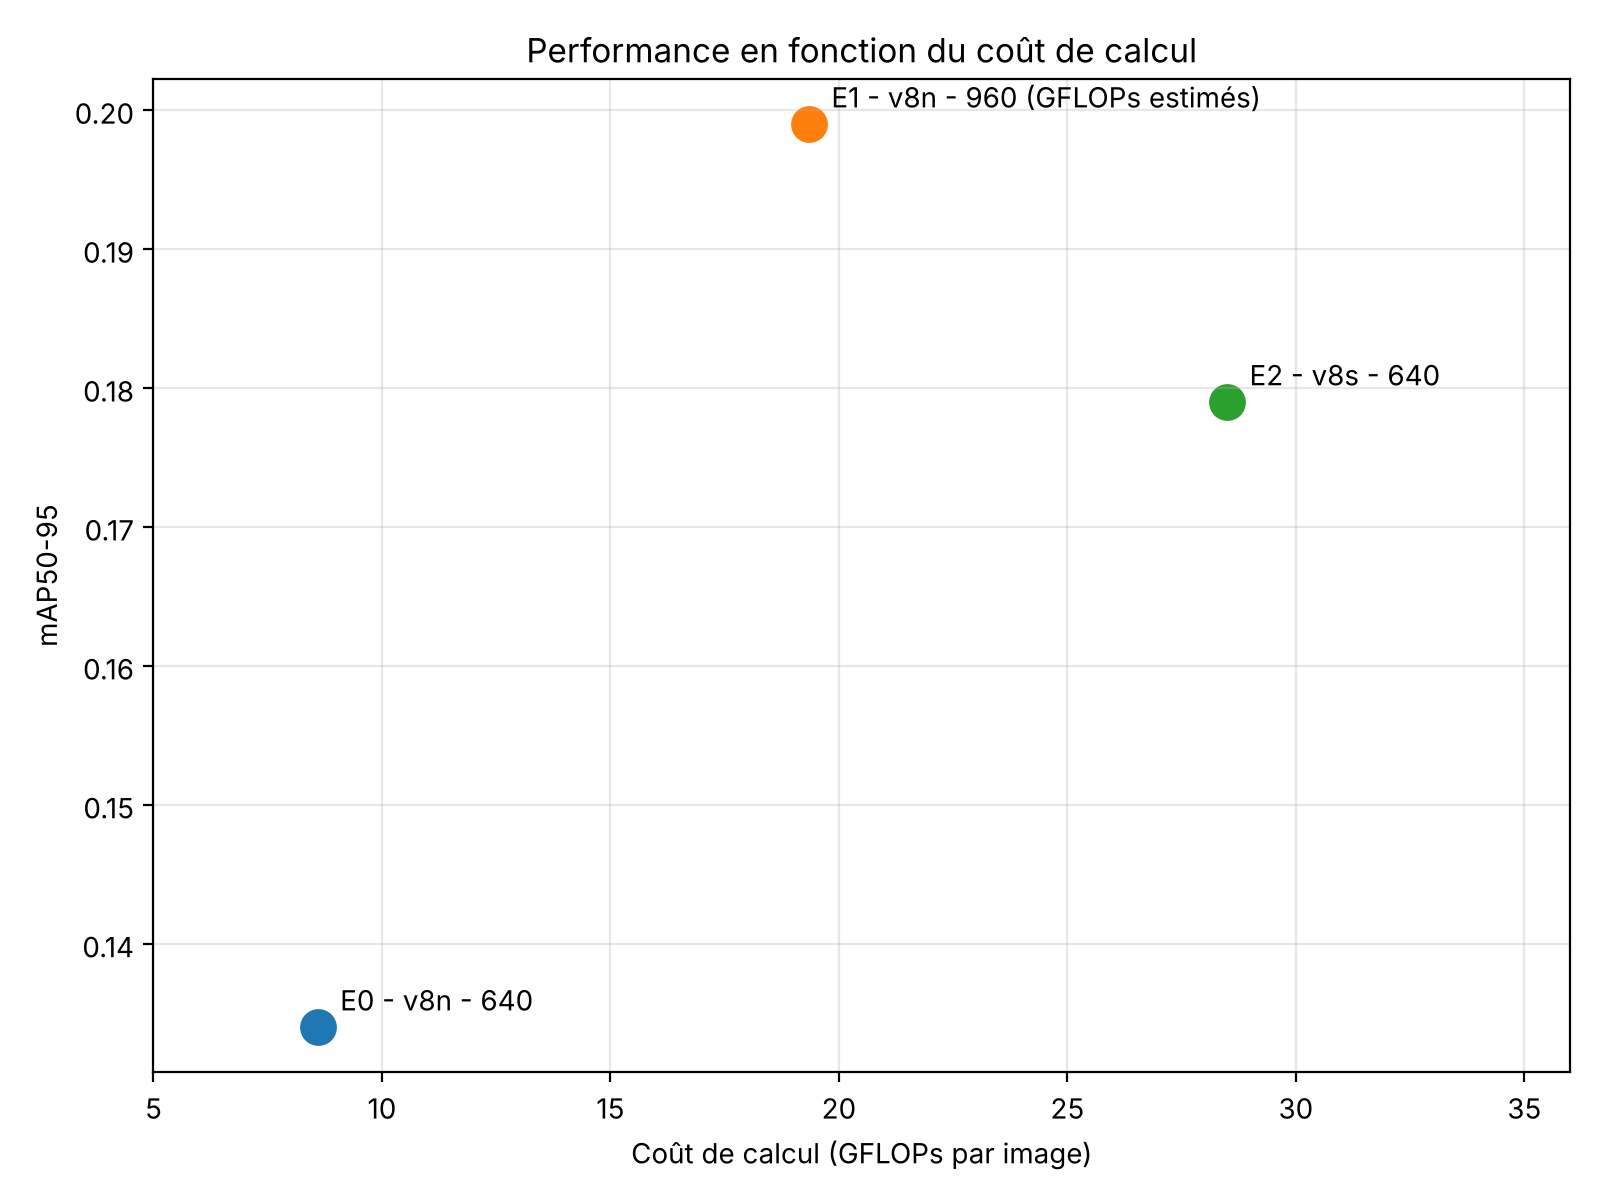 Performance en fonction du coût de calcul
E1 - v8n - 960 (GFLOPs estimés)
0.20
0.19
E2 - v8s - 640
0.18
0.17
mAP50-95
0.16
0.15
0.14
E0 - v8n - 640
5 10 15 20 25 30 35
Coût de calcul (GFLOPs par image)